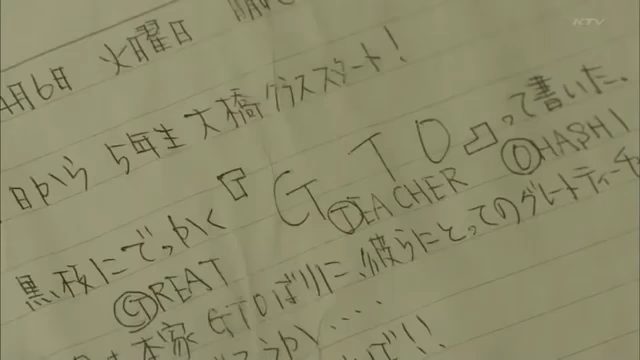 KTV
月6日 火曜日
日から 5年生 大橋クラススタート!
黒板にでっかく『GTO』って書いた。
GREAT TEACHER OHASHI
本家GTOばりに、彼らにとってのグレートティーチ